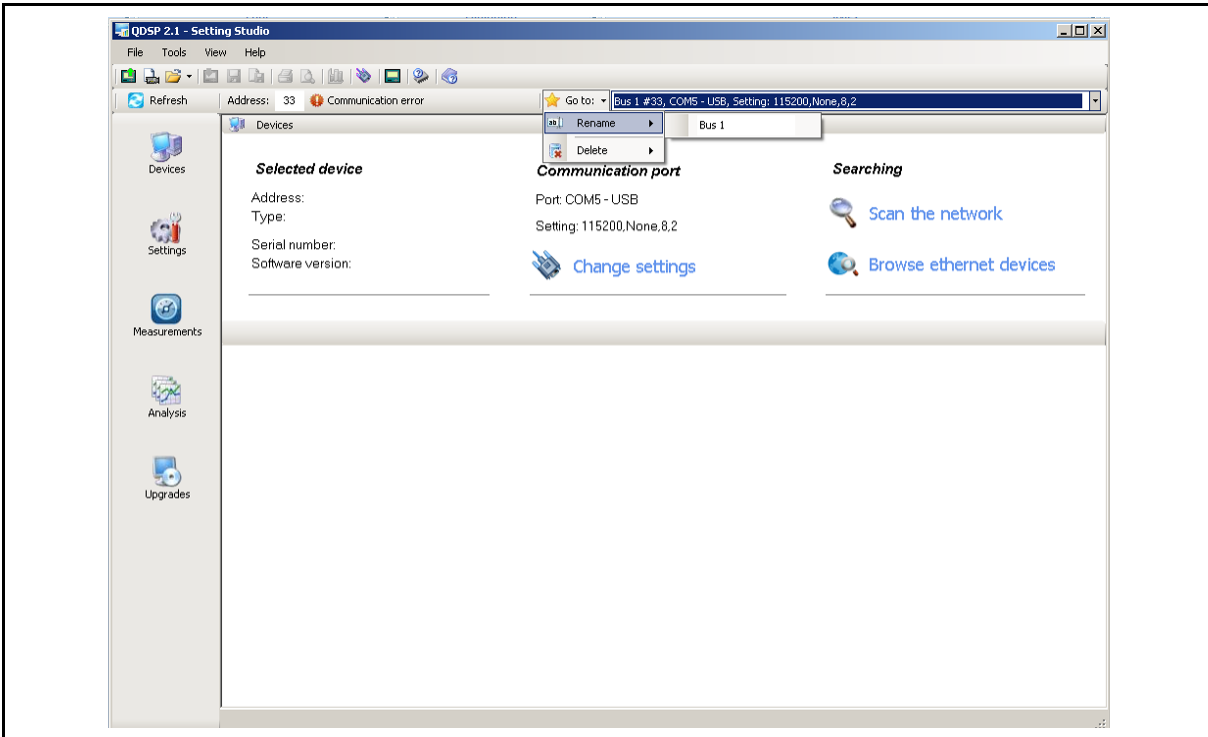 QDSP 2.1 - Setting Studio
File Tools View Help
Refresh Address: 33 Communication error Go to: Bus 1 #33, COM5 - USB, Setting: 115200,None,8,2
Devices
Rename Bus 1
Delete
Devices
Settings
Measurements
Analysis
Upgrades
Selected device
Address:
Type:
Serial number:
Software version:
Communication port
Port: COM5 - USB
Setting: 115200,None,8,2
Change settings
Searching
Scan the network
Browse ethernet devices